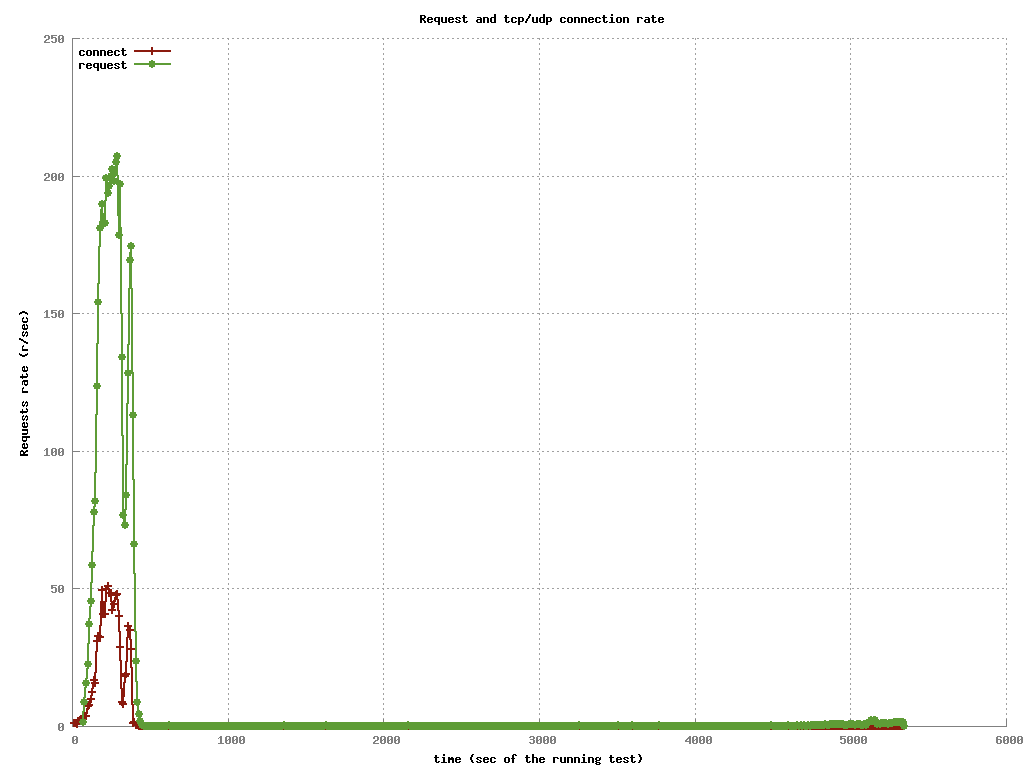 Request and tcp/udp connection rate
250
connect
request
200
150
Requests rate (r/sec)
100
50
0
0 1000 2000 3000 4000 5000 6000
time (sec of the running test)